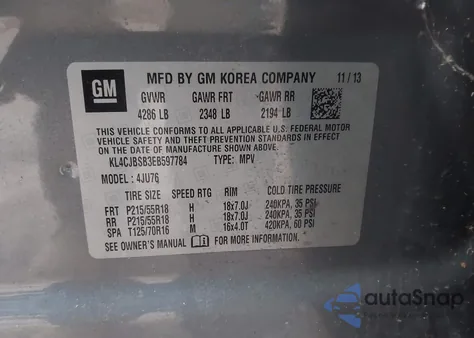 GM
MFD BY GM KOREA COMPANY 11/13
GVWR GAWR FRT GAWR RR
4286 LB 2348 LB 2194 LB
THIS VEHICLE CONFORMS TO ALL APPLICABLE U.S. FEDERAL MOTOR
VEHICLE SAFETY AND THEFT PREVENTION STANDARDS IN EFFECT
ON THE DATE OF MANUFACTURE SHOWN ABOVE.
KL4CJBSB3EB597784 TYPE: MPV
MODEL: 4JU76
TIRE SIZE SPEED RTG RIM COLD TIRE PRESSURE
FRT P215/55R18 H 18x7.0J 240KPA, 35 PSI
RR P215/55R18 H 18x7.0J 240KPA, 35 PSI
SPA T125/70R16 M 16x4.0T 420KPA, 60 PSI
SEE OWNER'S MANUAL FOR MORE INFORMATION
autoSnap